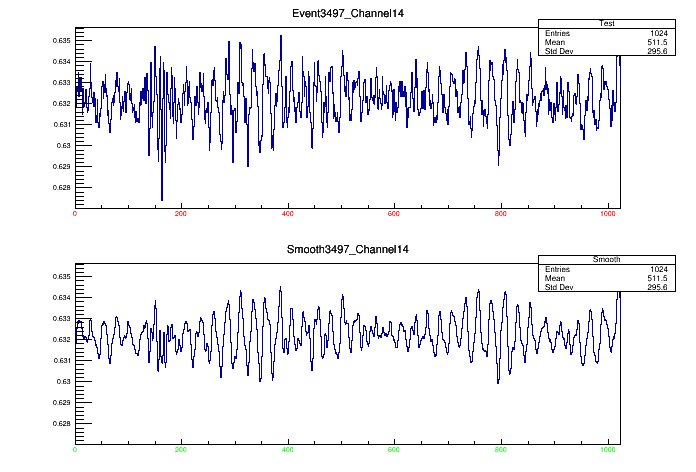 Event3497_Channel14
Test
Entries 1024
Mean 511.5
Std Dev 295.6
0.635
0.634
0.633
0.632
0.631
0.63
0.629
0.628
0 200 400 600 800 1000
Smooth3497_Channel14
Smooth
Entries 1024
Mean 511.5
Std Dev 295.6
0.635
0.634
0.633
0.632
0.631
0.63
0.629
0.628
0 200 400 600 800 1000